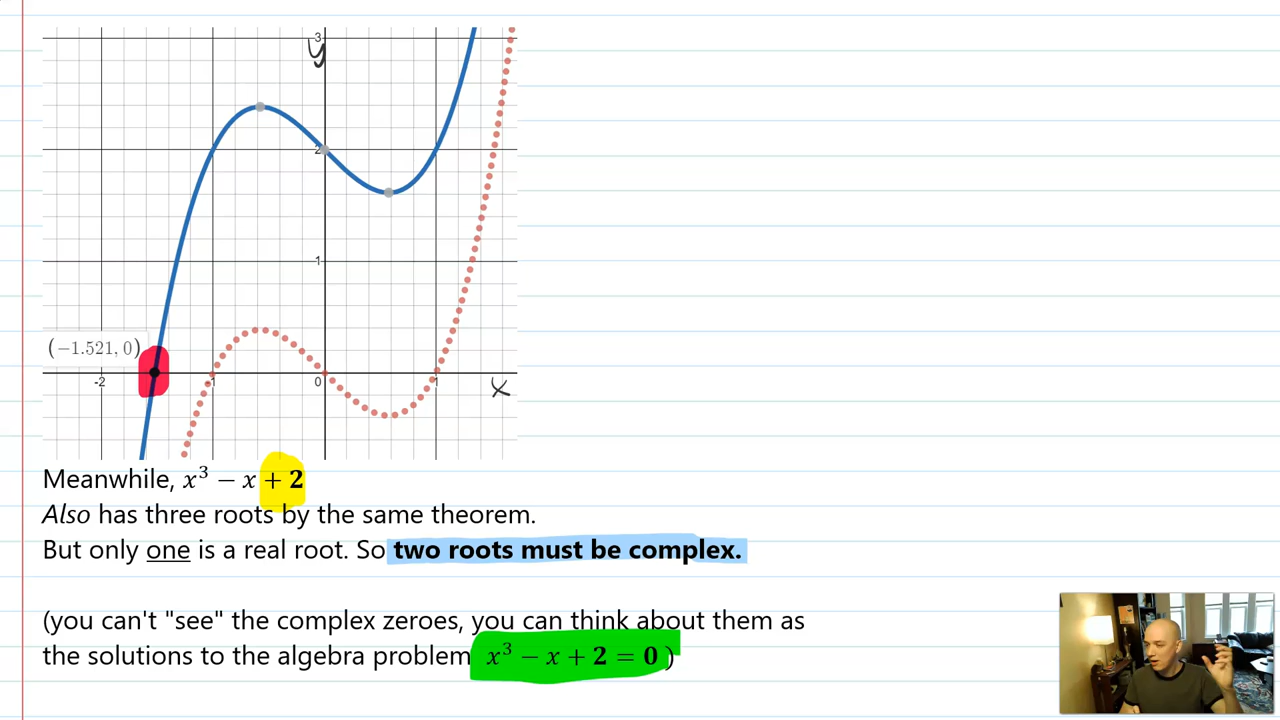 3
y
2
1
(−1.521, 0)
-2 -1 0 1
x
Meanwhile, x³ − x + 2
Also has three roots by the same theorem.
But only one is a real root. So two roots must be complex.
(you can't "see" the complex zeroes, you can think about them as
the solutions to the algebra problem x³ − x + 2 = 0 )